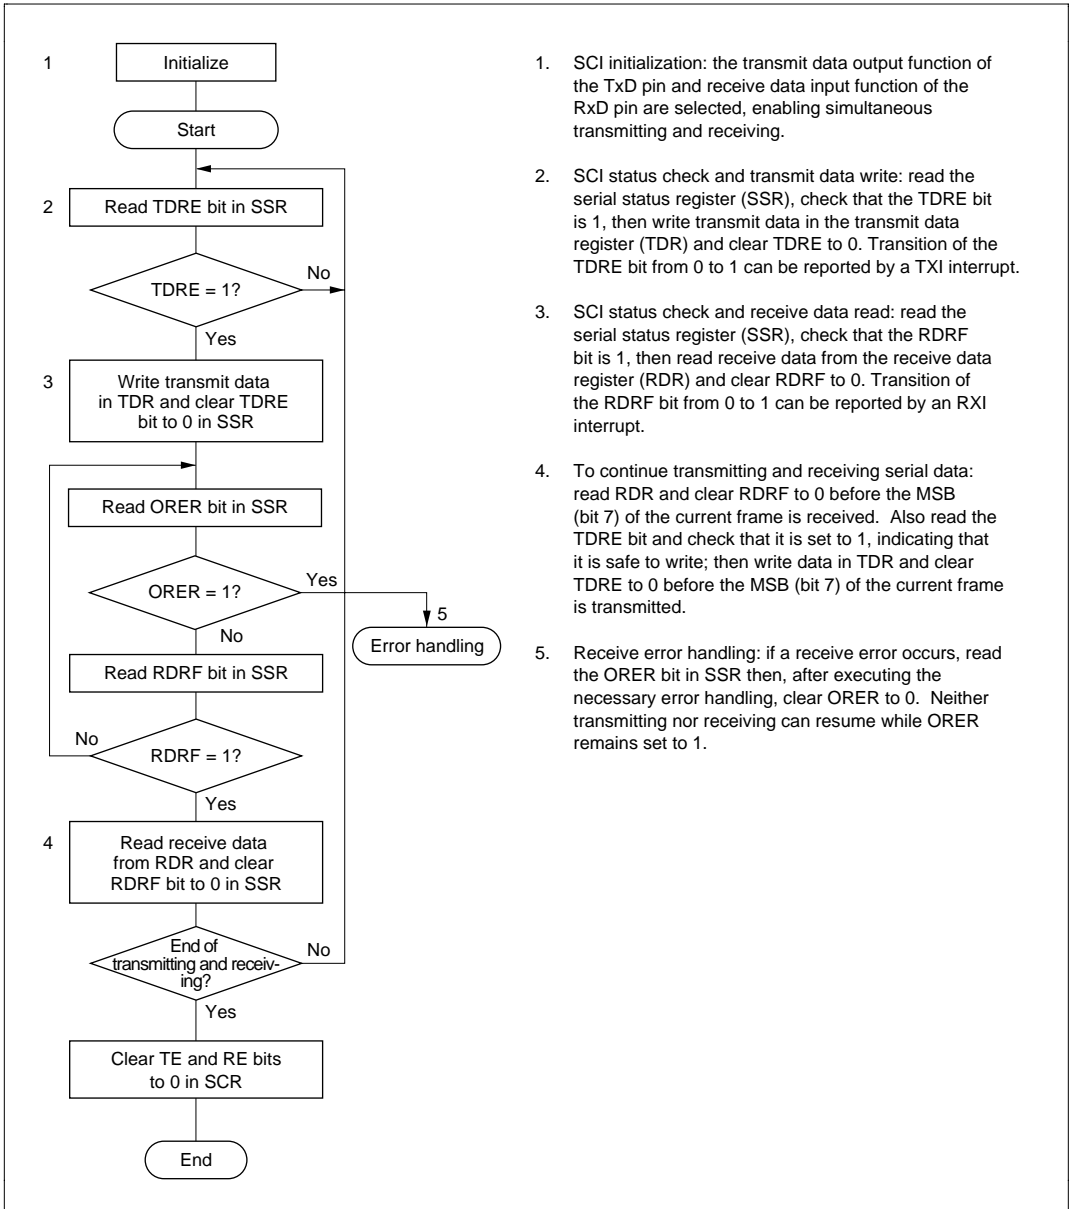 1
Initialize
Start
2
Read TDRE bit in SSR
TDRE = 1?
No
Yes
3
Write transmit data
in TDR and clear TDRE
bit to 0 in SSR
Read ORER bit in SSR
ORER = 1?
Yes
5
Error handling
No
Read RDRF bit in SSR
No
RDRF = 1?
Yes
4
Read receive data
from RDR and clear
RDRF bit to 0 in SSR
End of
transmitting and receiv-
ing?
No
Yes
Clear TE and RE bits
to 0 in SCR
End
1. SCI initialization: the transmit data output function of
the TxD pin and receive data input function of the
RxD pin are selected, enabling simultaneous
transmitting and receiving.
2. SCI status check and transmit data write: read the
serial status register (SSR), check that the TDRE bit
is 1, then write transmit data in the transmit data
register (TDR) and clear TDRE to 0. Transition of the
TDRE bit from 0 to 1 can be reported by a TXI interrupt.
3. SCI status check and receive data read: read the
serial status register (SSR), check that the RDRF
bit is 1, then read receive data from the receive data
register (RDR) and clear RDRF to 0. Transition of
the RDRF bit from 0 to 1 can be reported by an RXI
interrupt.
4. To continue transmitting and receiving serial data:
read RDR and clear RDRF to 0 before the MSB
(bit 7) of the current frame is received. Also read the
TDRE bit and check that it is set to 1, indicating that
it is safe to write; then write data in TDR and clear
TDRE to 0 before the MSB (bit 7) of the current frame
is transmitted.
5. Receive error handling: if a receive error occurs, read
the ORER bit in SSR then, after executing the
necessary error handling, clear ORER to 0. Neither
transmitting nor receiving can resume while ORER
remains set to 1.